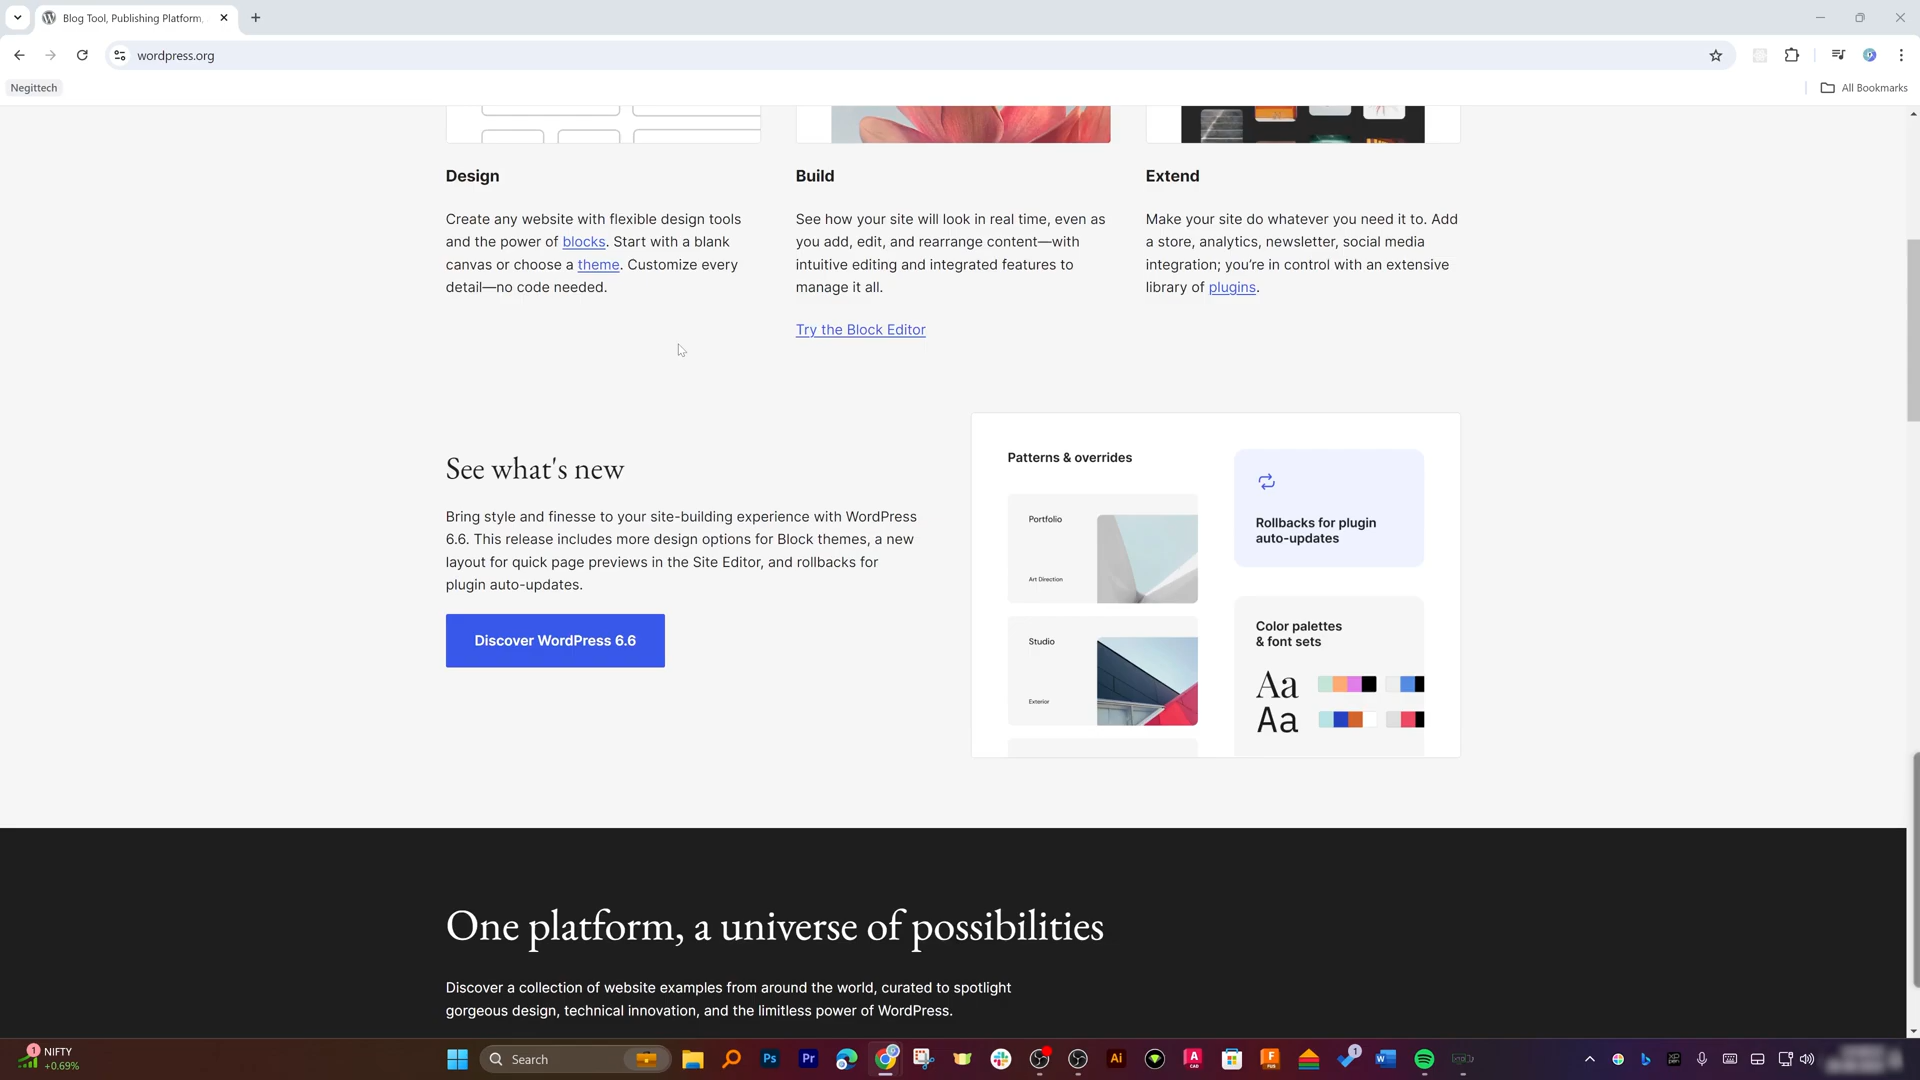 Blog Tool, Publishing Platform,
wordpress.org
Negittech
All Bookmarks
Design
Create any website with flexible design tools
and the power of blocks. Start with a blank
canvas or choose a theme. Customize every
detail—no code needed.
Build
See how your site will look in real time, even as
you add, edit, and rearrange content—with
intuitive editing and integrated features to
manage it all.
Try the Block Editor
Extend
Make your site do whatever you need it to. Add
a store, analytics, newsletter, social media
integration; you’re in control with an extensive
library of plugins.
See what's new
Bring style and finesse to your site-building experience with WordPress
6.6. This release includes more design options for Block themes, a new
layout for quick page previews in the Site Editor, and rollbacks for
plugin auto-updates.
Discover WordPress 6.6
Patterns & overrides
Portfolio
Art Direction
Studio
Exterior
Rollbacks for plugin
auto-updates
Color palettes
& font sets
Aa
Aa
One platform, a universe of possibilities
Discover a collection of website examples from around the world, curated to spotlight
gorgeous design, technical innovation, and the limitless power of WordPress.
1
NIFTY
+0.69%
Search
Ps
Pr
Ai
1